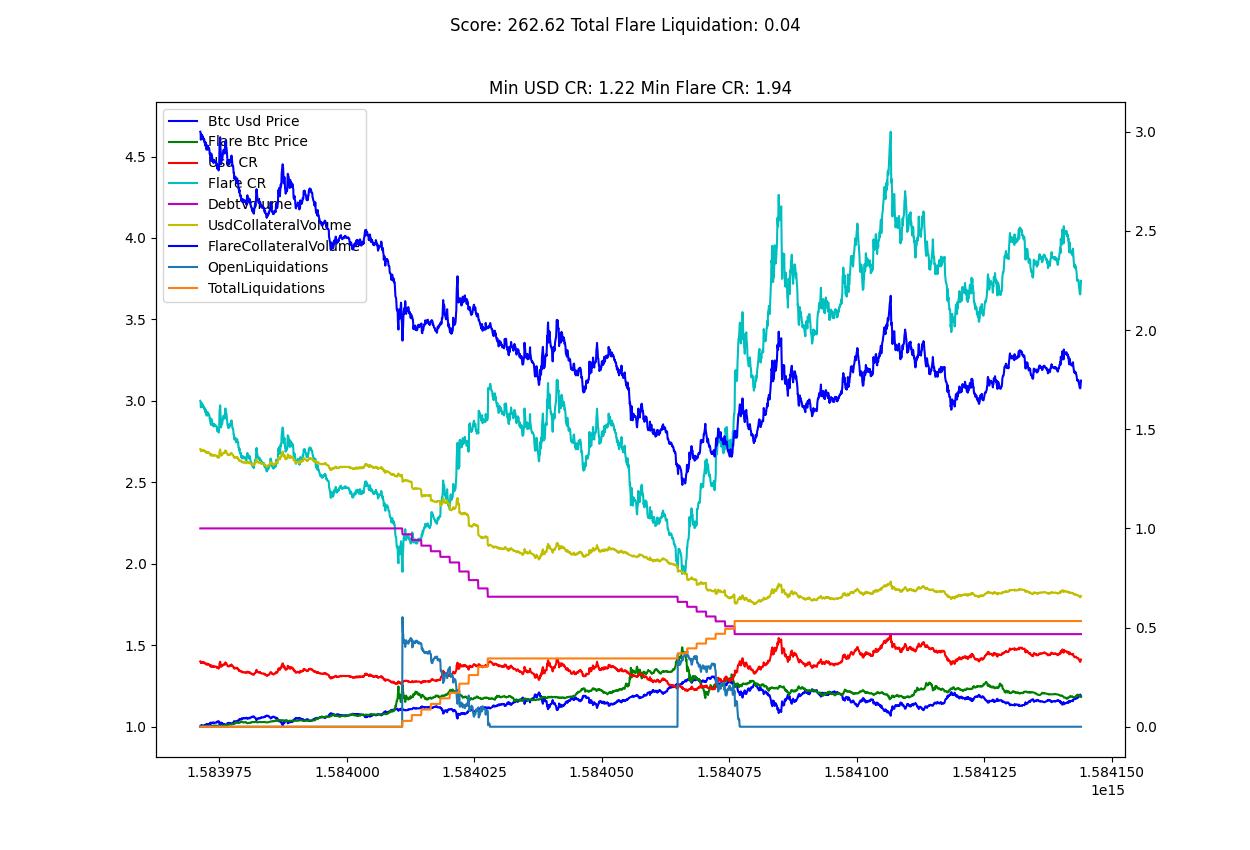 Score: 262.62 Total Flare Liquidation: 0.04
Min USD CR: 1.22 Min Flare CR: 1.94
Btc Usd Price
Flare Btc Price
Usd CR
Flare CR
DebtVolume
UsdCollateralVolume
FlareCollateralVolume
OpenLiquidations
TotalLiquidations
4.5
4.0
3.5
3.0
2.5
2.0
1.5
1.0
3.0
2.5
2.0
1.5
1.0
0.5
0.0
1.583975
1.584000
1.584025
1.584050
1.584075
1.584100
1.584125
1.584150
1e15